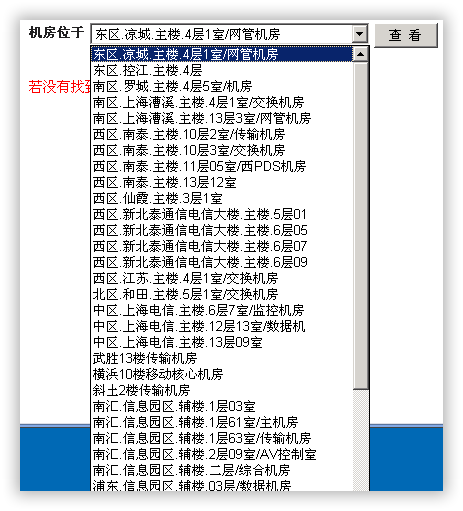 机房位于 东区.凉城.主楼.4层1室/网管机房 查 看
东区.凉城.主楼.4层1室/网管机房
东区.控江.主楼.4层
若没有找到
南区.罗城.主楼.4层5室/机房
南区.上海漕溪.主楼.4层1室/交换机房
南区.上海漕溪.主楼.13层3室/网管机房
西区.南泰.主楼.10层2室/传输机房
西区.南泰.主楼.10层3室/交换机房
西区.南泰.主楼.11层05室/西PDS机房
西区.南泰.主楼.13层12室
西区.仙霞.主楼.3层1室
西区.新北泰通信电信大楼.主楼.5层01
西区.新北泰通信电信大楼.主楼.6层05
西区.新北泰通信电信大楼.主楼.6层07
西区.新北泰通信电信大楼.主楼.6层09
西区.江苏.主楼.4层1室/交换机房
北区.和田.主楼.5层1室/交换机房
中区.上海电信.主楼.6层7室/监控机房
中区.上海电信.主楼.12层13室/数据机
中区.上海电信.主楼.13层09室
武胜13楼传输机房
横浜10楼移动核心机房
斜土2楼传输机房
南汇.信息园区.辅楼.1层03室
南汇.信息园区.辅楼.1层61室/主机房
南汇.信息园区.辅楼.1层63室/传输机房
南汇.信息园区.辅楼.2层09室/AV控制室
南汇.信息园区.辅楼.二层/综合机房
浦东.信息园区.辅楼.03层/数据机房